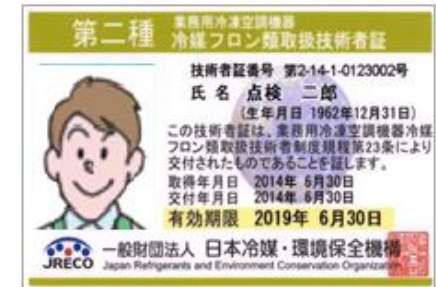 第二種 業務用冷凍空調機器
冷媒フロン類取扱技術者証
技術者証番号 第2-14-1-0123002号
氏 名 点検 二郎
(生年月日 1962年12月31日)
この技術者証は、業務用冷凍空調機器冷媒
フロン類取扱技術者制度規程第23条により
交付されたものであることを証します。
取得年月日 2014年 6月30日
交付年月日 2014年 6月30日
有効期限 2019年 6月30日
JRECO 一般財団法人 日本冷媒・環境保全機構
Japan Refrigerants and Environment Conservation Organization